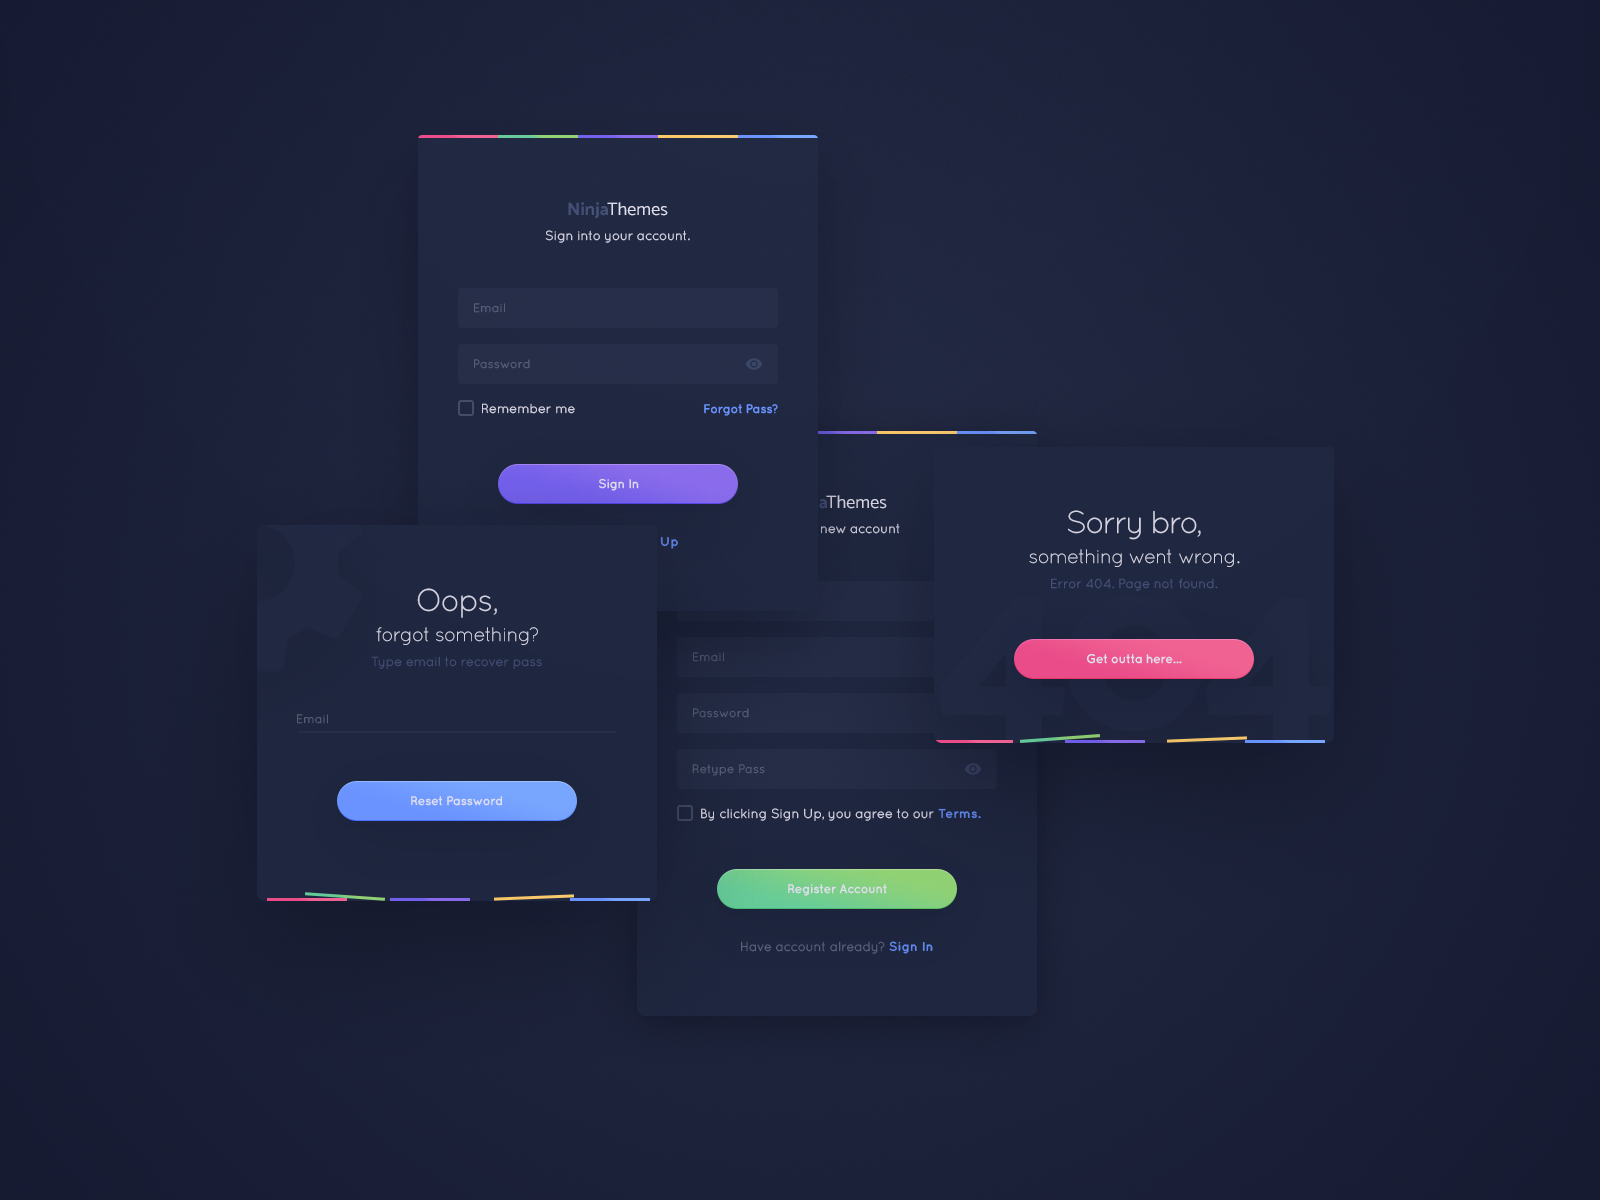 NinjaThemes
Sign into your account.
Email
Password
Remember me
Forgot Pass?
Sign In
Up
aThemes
new account
Email
Password
Retype Pass
By clicking Sign Up, you agree to our Terms.
Register Account
Have account already? Sign In
Oops,
forgot something?
Type email to recover pass
Email
Reset Password
Sorry bro,
something went wrong.
Error 404. Page not found.
404
Get outta here...